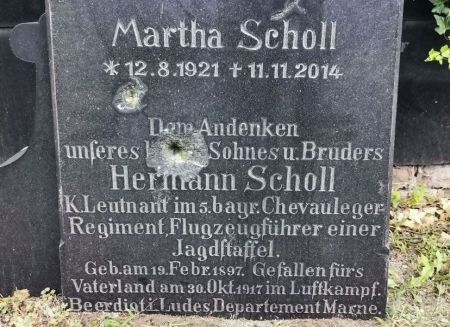 Martha Scholl
* 12.8.1921 † 11.11.2014
Dem Andenken
unseres Sohnes u. Bruders
Hermann Scholl
K. Leutnant im 5. bayr. Chevauleger
Regiment, Flugzeugführer einer
Jagdstaffel.
Geb. am 19. Febr. 1897. Gefallen fürs
Vaterland am 30. Okt. 1917 im Luftkampf.
Beerdigt i. Ludes, Departement Marne.